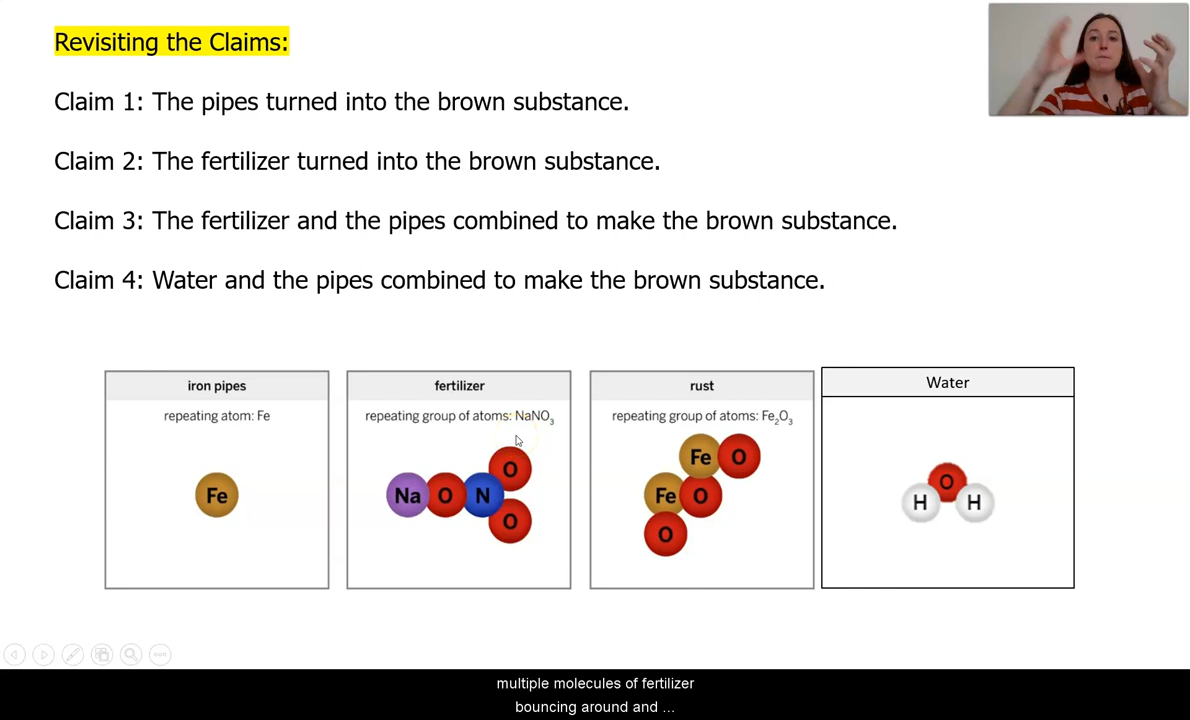 Revisiting the Claims:
Claim 1: The pipes turned into the brown substance.
Claim 2: The fertilizer turned into the brown substance.
Claim 3: The fertilizer and the pipes combined to make the brown substance.
Claim 4: Water and the pipes combined to make the brown substance.
iron pipes
repeating atom: Fe
Fe
fertilizer
repeating group of atoms: NaNO₃
O
Na O N
O
rust
repeating group of atoms: Fe₂O₃
Fe O
Fe O
O
Water
O
H H
multiple molecules of fertilizer
bouncing around and ...